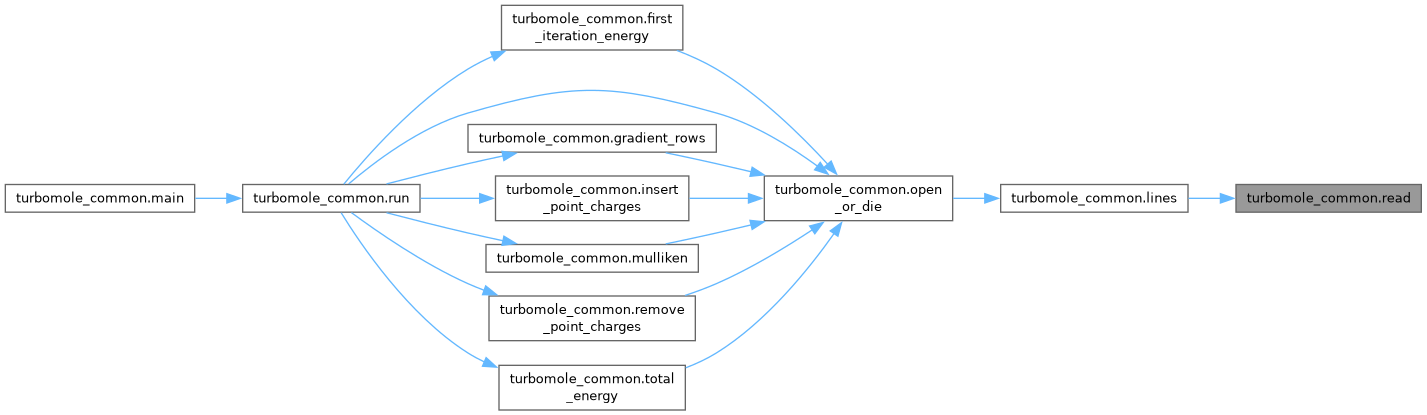 turbomole_common.first
_iteration_energy
turbomole_common.gradient_rows
turbomole_common.main
turbomole_common.run
turbomole_common.insert
_point_charges
turbomole_common.open
_or_die
turbomole_common.lines
turbomole_common.read
turbomole_common.mulliken
turbomole_common.remove
_point_charges
turbomole_common.total
_energy